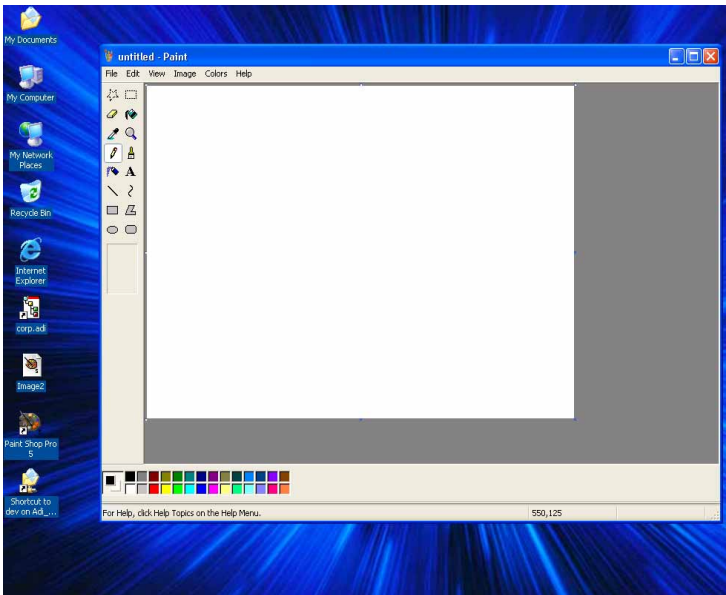 My Documents
My Computer
My Network
Places
Recycle Bin
Internet
Explorer
corp.adi
Image2
Paint Shop Pro
5
Shortcut to
dev on Adi_...
untitled - Paint
File Edit View Image Colors Help
A
For Help, click Help Topics on the Help Menu.
550,125